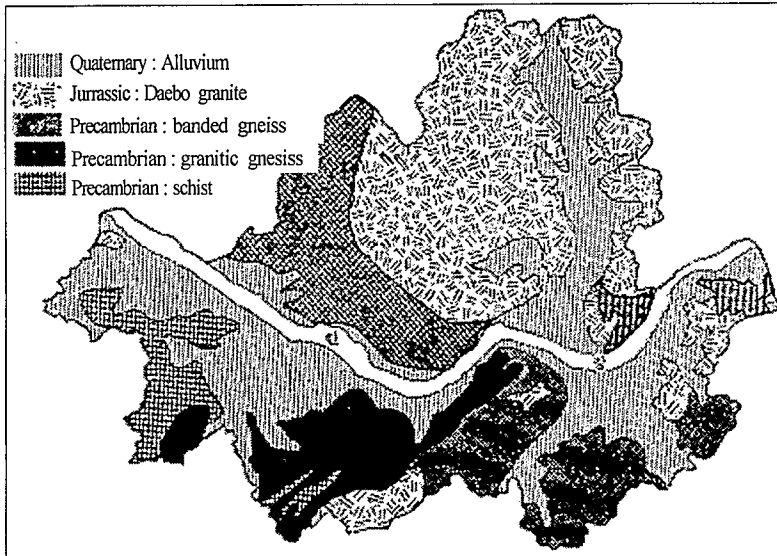 Quaternary : Alluvium
Jurrassic : Daebo granite
Precambrian : banded gneiss
Precambrian : granitic gnesiss
Precambrian : schist